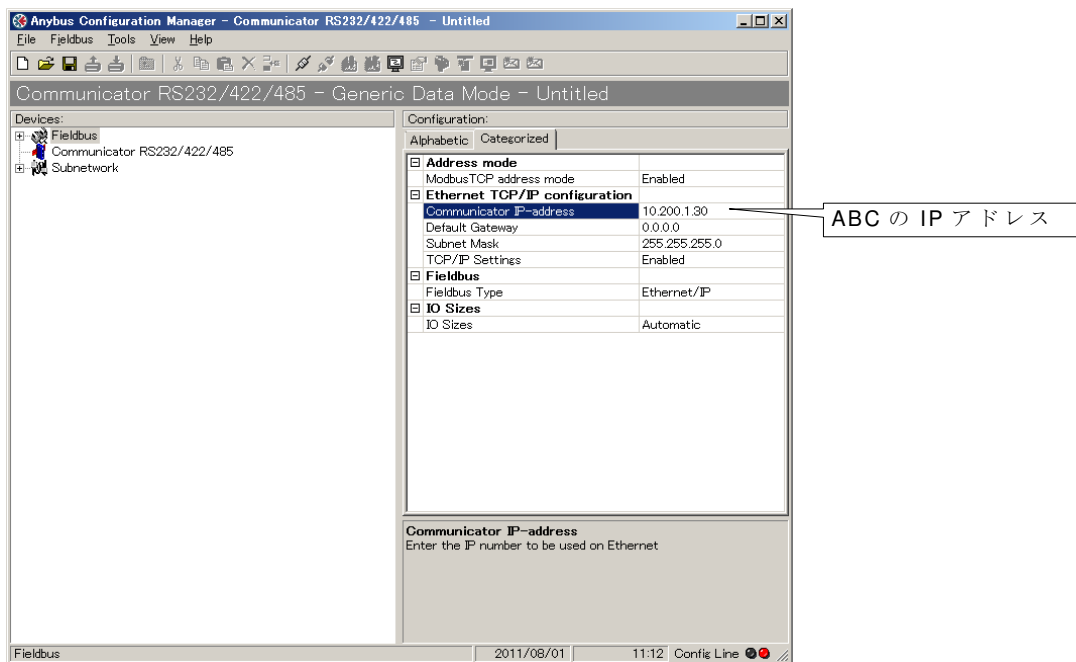 Anybus Configuration Manager - Communicator RS232/422/485 - Untitled
File Fieldbus Tools View Help
Communicator RS232/422/485 - Generic Data Mode - Untitled
Devices:
Fieldbus
Communicator RS232/422/485
Subnetwork
Configuration:
Alphabetic Categorized
Address mode
ModbusTCP address mode Enabled
Ethernet TCP/IP configuration
Communicator IP-address 10.200.1.30
Default Gateway 0.0.0.0
Subnet Mask 255.255.255.0
TCP/IP Settings Enabled
Fieldbus
Fieldbus Type Ethernet/IP
IO Sizes
IO Sizes Automatic
ABC の IP アドレス
Communicator IP-address
Enter the IP number to be used on Ethernet
Fieldbus 2011/08/01 11:12 Config Line